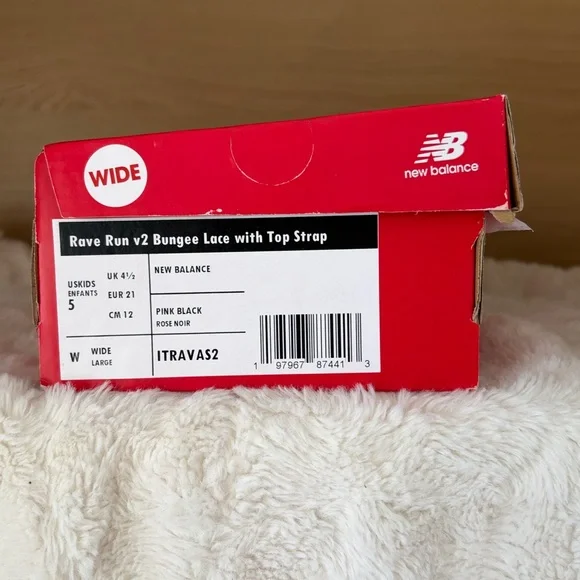 WIDE
NB
new balance
Rave Run v2 Bungee Lace with Top Strap
USKIDS
ENFANTS
5
UK 4½
EUR 21
CM 12
NEW BALANCE
PINK BLACK
ROSE NOIR
W
WIDE
LARGE
ITRAVAS2
1 97967 87441 3